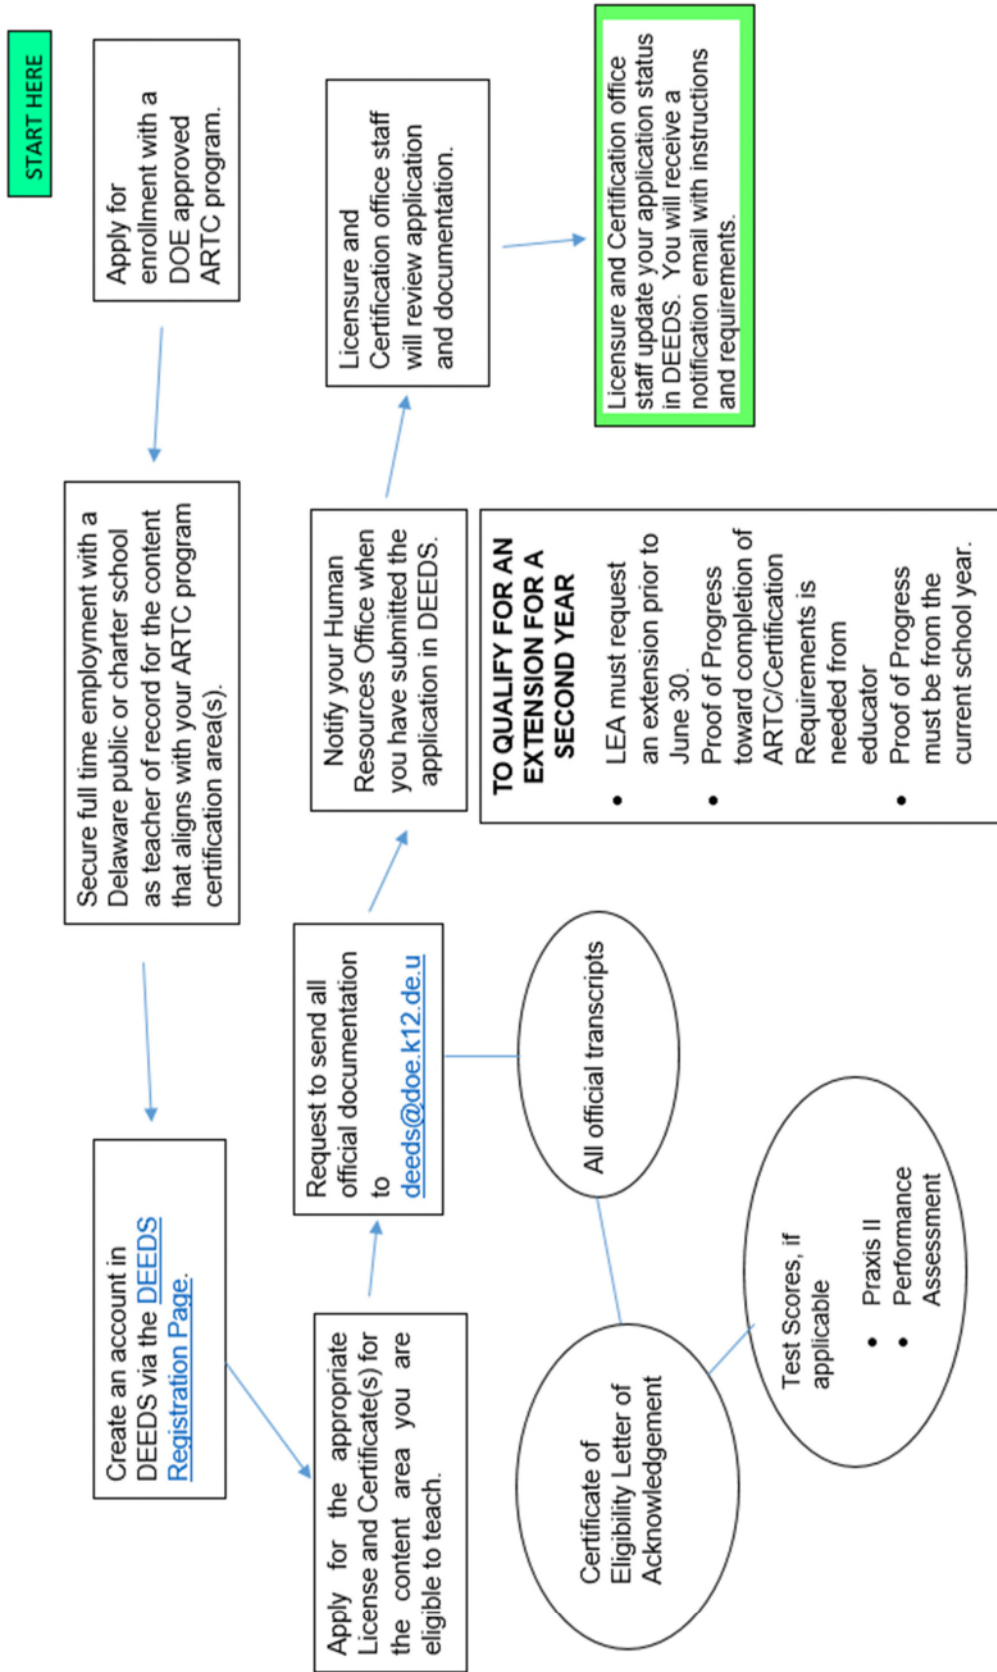 START HERE
Apply for
enrollment with a
DOE approved
ARTC program.
Secure full time employment with a
Delaware public or charter school
as teacher of record for the content
that aligns with your ARTC program
certification area(s).
Create an account in
DEEDS via the DEEDS
Registration Page.
Apply for the appropriate
License and Certificate(s) for
the content area you are
eligible to teach.
Request to send all
official documentation
to
deeds@doe.k12.de.u
All official transcripts
Certificate of
Eligibility Letter of
Acknowledgement
Test Scores, if
applicable
• Praxis II
• Performance
Assessment
Notify your Human
Resources Office when
you have submitted the
application in DEEDS.
Licensure and
Certification office staff
will review application
and documentation.
Licensure and Certification office
staff update your application status
in DEEDS. You will receive a
notification email with instructions
and requirements.
TO QUALIFY FOR AN
EXTENSION FOR A
SECOND YEAR
• LEA must request
an extension prior to
June 30.
• Proof of Progress
toward completion of
ARTC/Certification
Requirements is
needed from
educator
• Proof of Progress
must be from the
current school year.